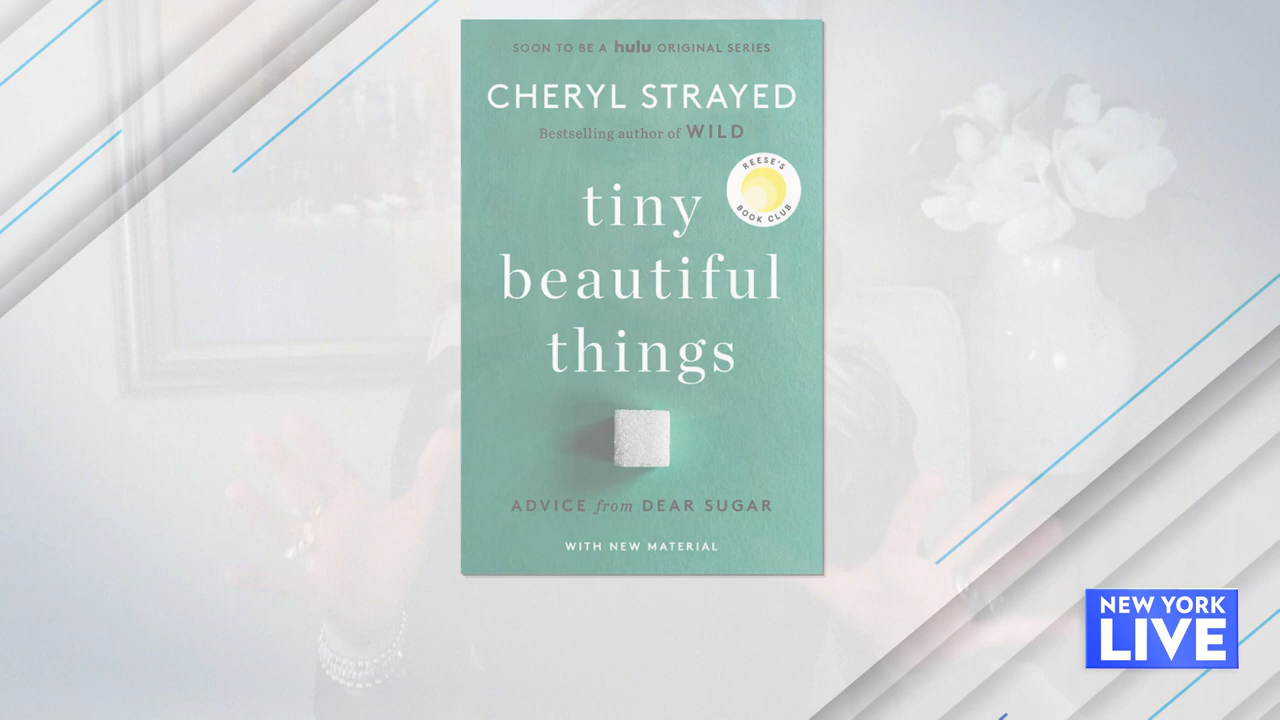 SOON TO BE A hulu ORIGINAL SERIES
CHERYL STRAYED
Bestselling author of WILD
REESE'S
BOOK CLUB
tiny
beautiful
things
ADVICE from DEAR SUGAR
WITH NEW MATERIAL
NEW YORK
LIVE